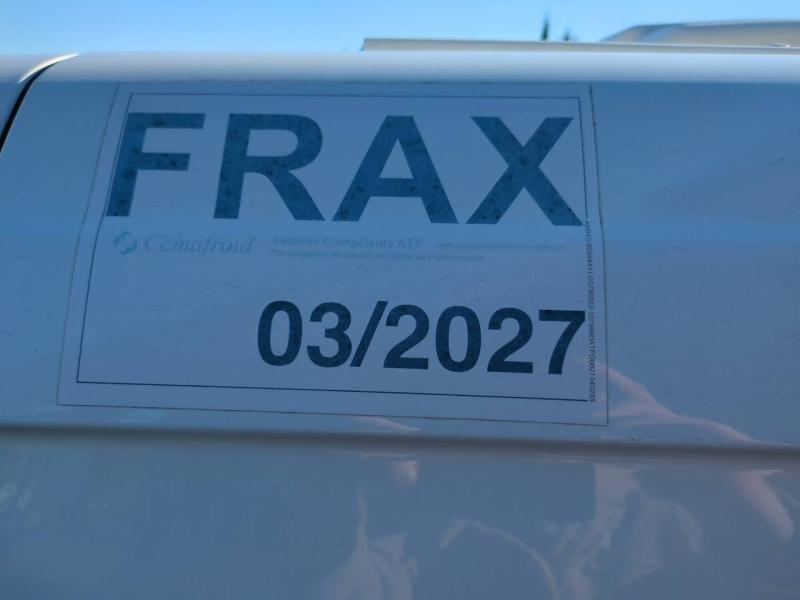 FRAX
Cemafroid Autorité Compétente ATP
Par délégation du ministre en charge de l'alimentation
03/2027